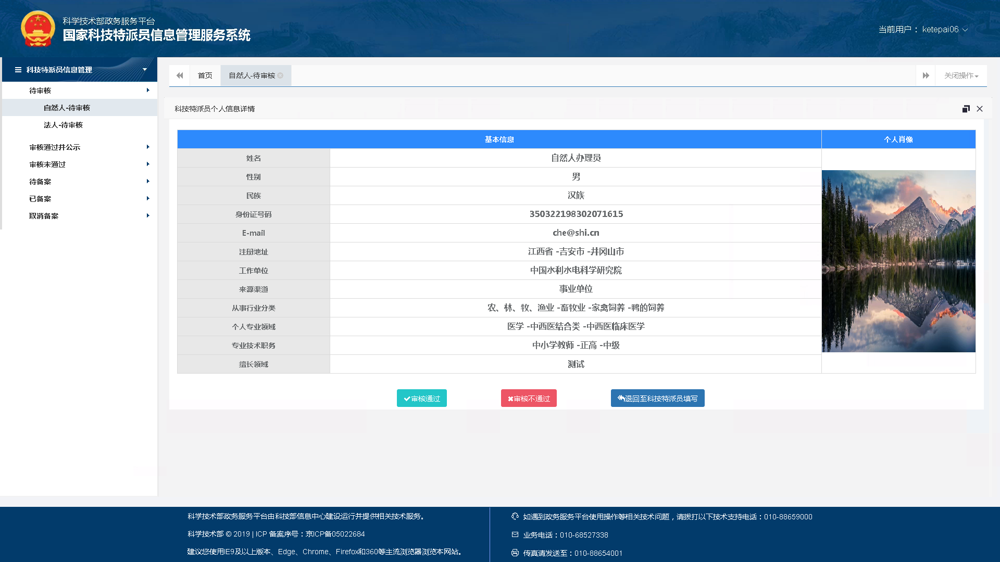 科学技术部政务服务平台
国家科技特派员信息管理服务系统
当前用户： ketepai06
科技特派员信息管理
首页
自然人-待审核
关闭操作
待审核
自然人-待审核
法人-待审核
审核通过并公示
审核未通过
待备案
已备案
取消备案
科技特派员个人信息详情
基本信息 个人肖像
姓名 自然人办理员
性别 男
民族 汉族
身份证号码 350322198302071615
E-mail che@shi.cn
注册地址 江西省 -吉安市 -井冈山市
工作单位 中国水利水电科学研究院
来源渠道 事业单位
从事行业分类 农、林、牧、渔业 -畜牧业 -家禽饲养 -鸭的饲养
个人专业领域 医学 -中西医结合类 -中西医临床医学
专业技术职务 中小学教师 -正高 -中级
擅长领域 测试
审核通过 审核不通过 退回至科技特派员填写
科学技术部政务服务平台由科技部信息中心建设运行并提供相关技术服务。
科学技术部 © 2019 | ICP 备案序号：京ICP备05022684
建议您使用IE9及以上版本、Edge、Chrome、Firefox和360等主流浏览器浏览本网站。
如遇到政务服务平台使用操作等相关技术问题，请拨打以下技术支持电话：010-88659000
业务电话：010-68527338
传真请发送至：010-88654001